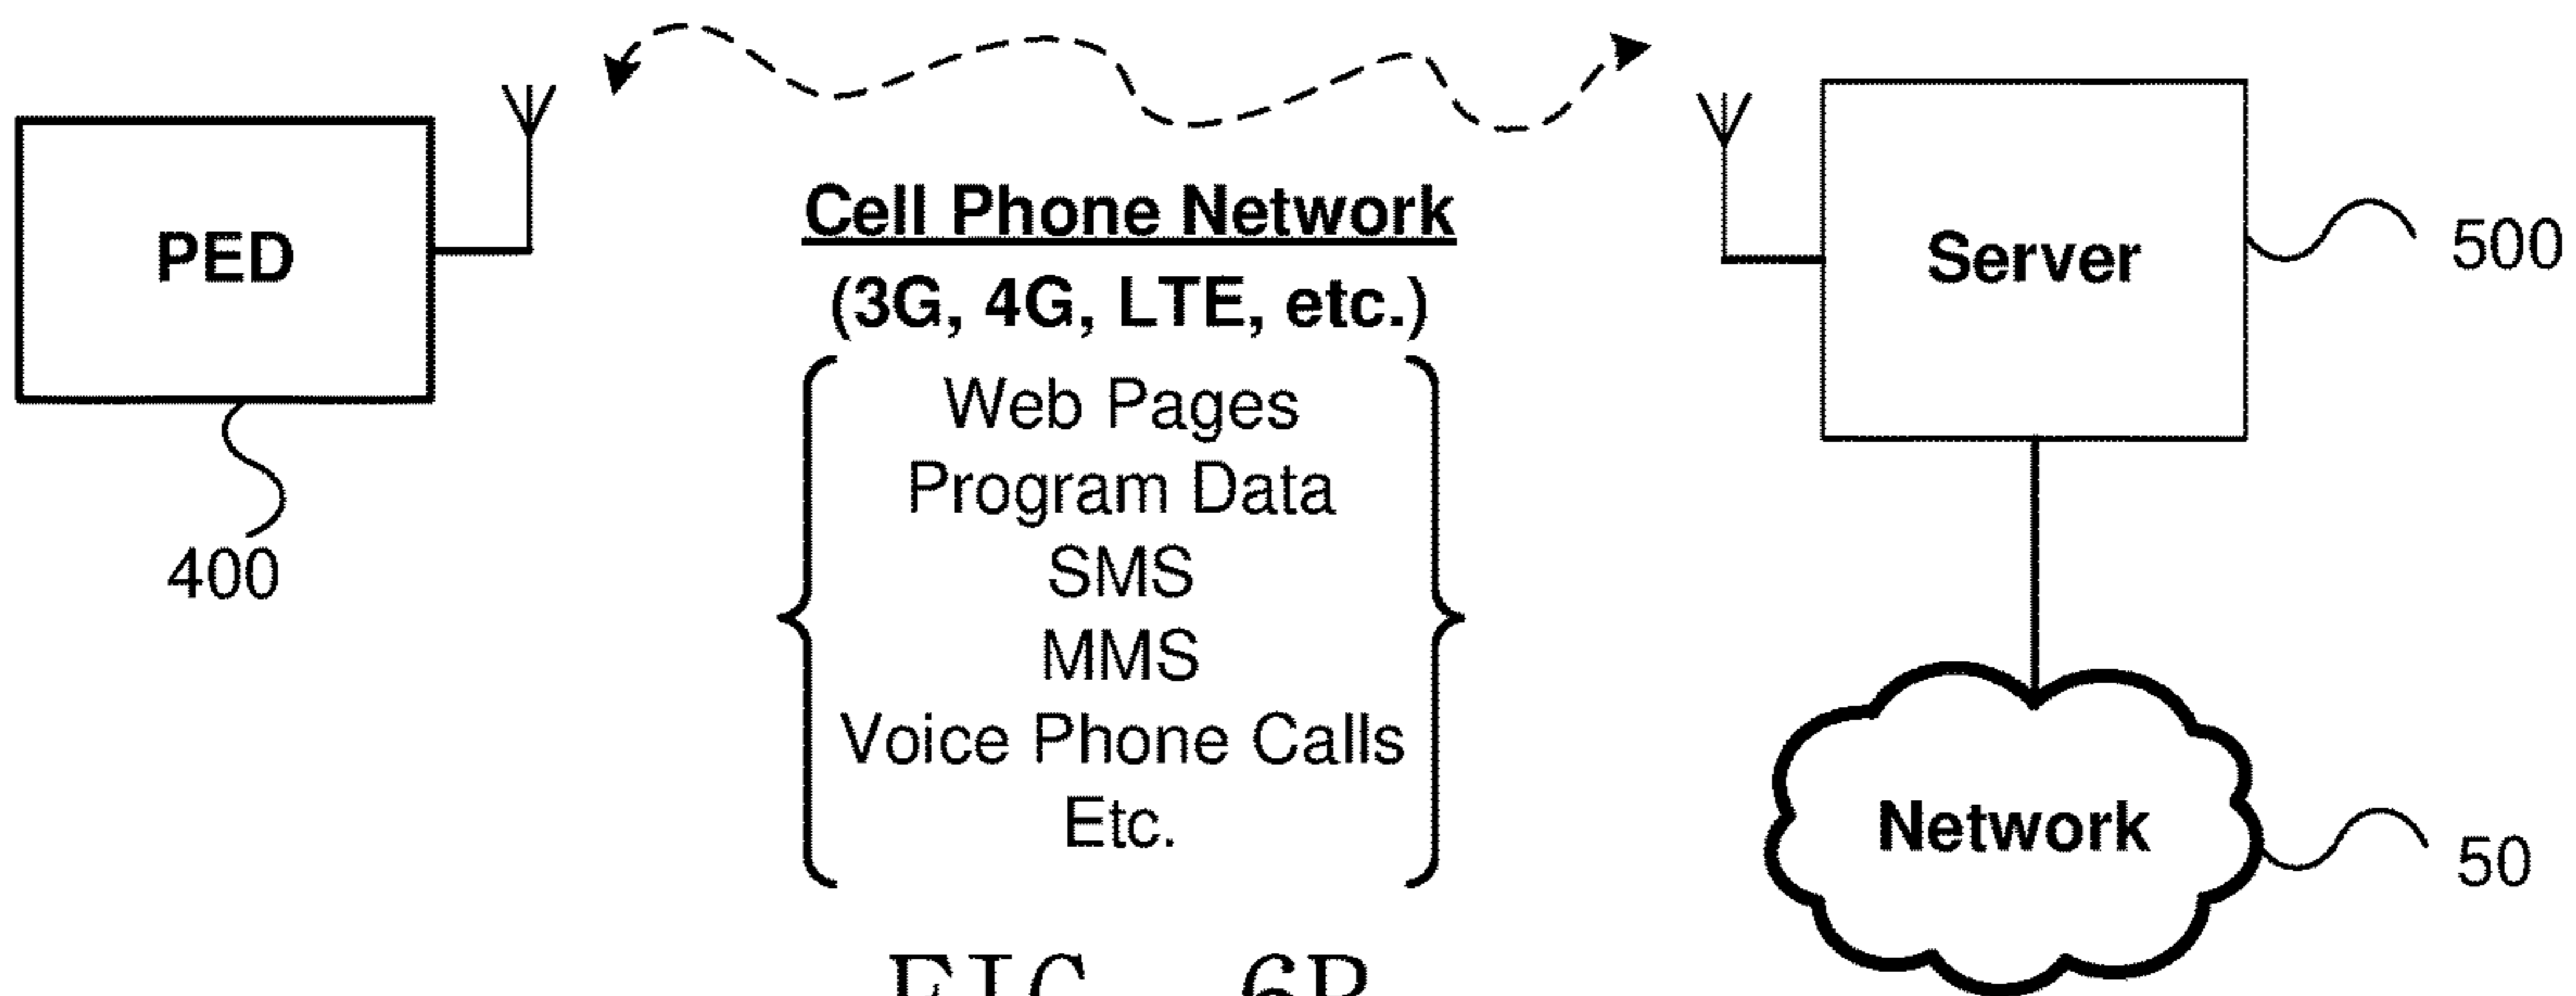 PED
400
Cell Phone Network
(3G, 4G, LTE, etc.)
Web Pages
Program Data
SMS
MMS
Voice Phone Calls
Etc.
Server
500
Network
50